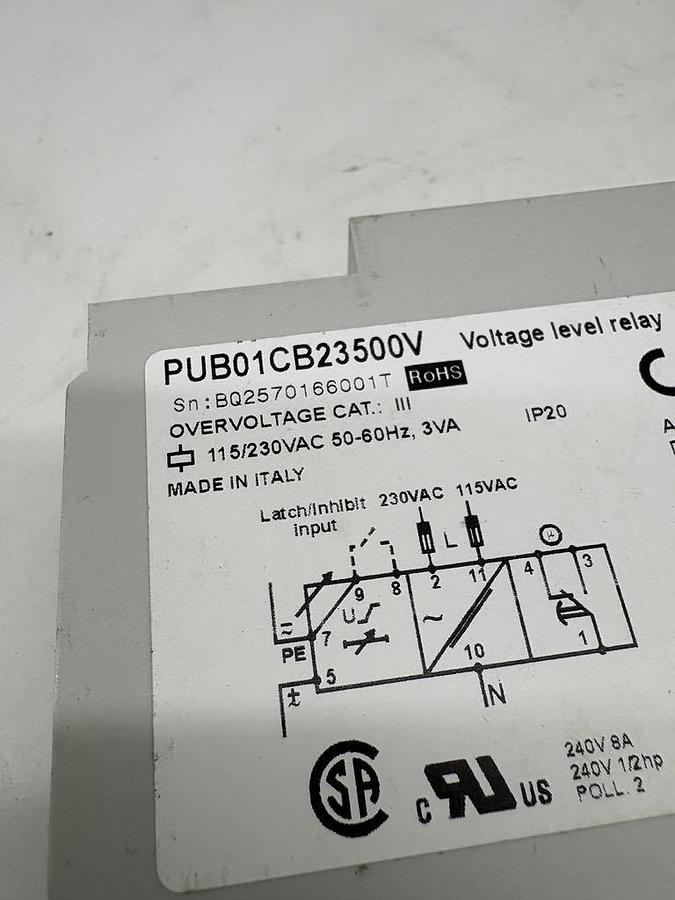 PUB01CB23500V Voltage level relay
Sn:BQ2570166001T RoHS
OVERVOLTAGE CAT.: III IP20
115/230VAC 50-60Hz, 3VA
MADE IN ITALY
Latch/Inhibit 230VAC 115VAC
input
L
9 8 2 11 4 3
U
7
PE
~
10 1
5
±
N
SA
C US
240V 8A
240V 1/2hp
POLL. 2